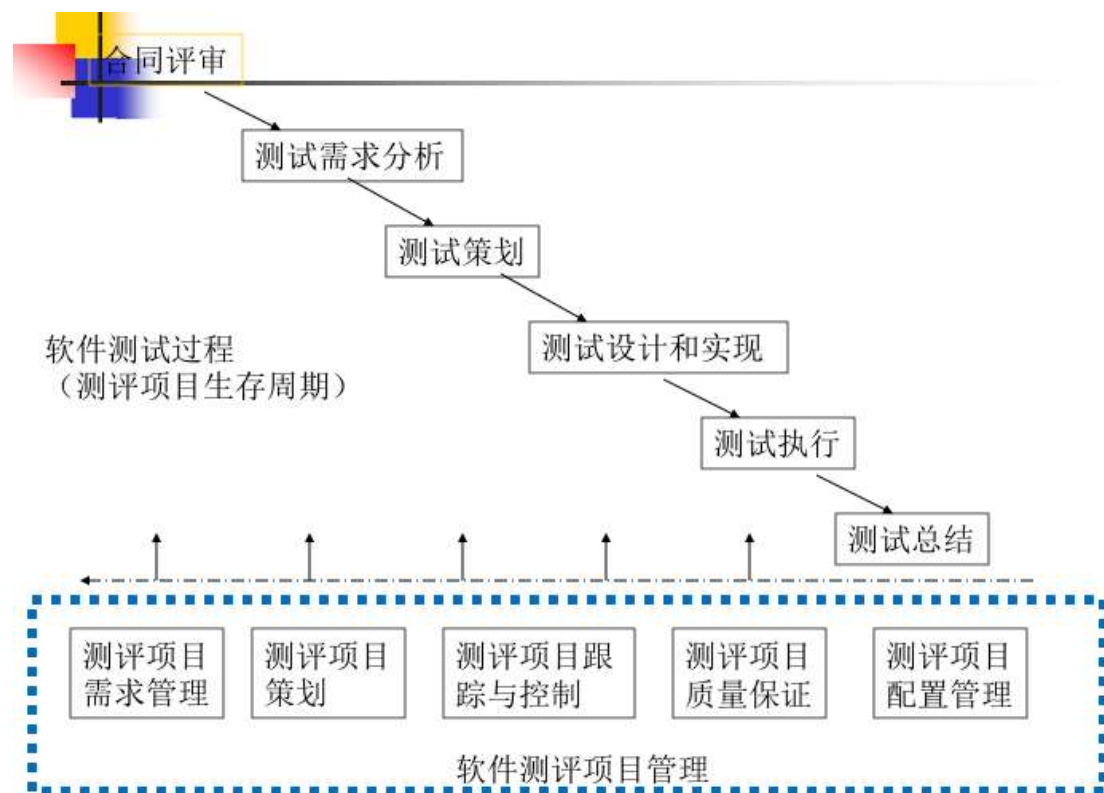 合同评审
测试需求分析
测试策划
测试设计和实现
软件测试过程
（测评项目生存周期）
测试执行
测试总结
测评项目
需求管理
测评项目
策划
测评项目跟
踪与控制
测评项目
质量保证
测评项目
配置管理
软件测评项目管理